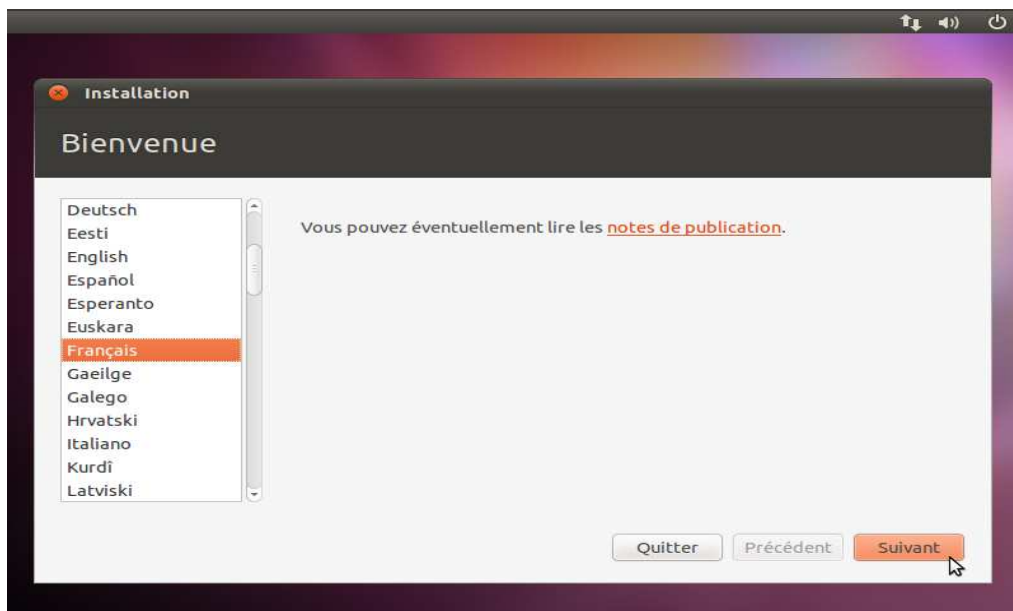 Installation
Bienvenue
Deutsch
Eesti
English
Español
Esperanto
Euskara
Français
Gaeilge
Galego
Hrvatski
Italiano
Kurdî
Latviski
Vous pouvez éventuellement lire les notes de publication.
Quitter Précédent Suivant